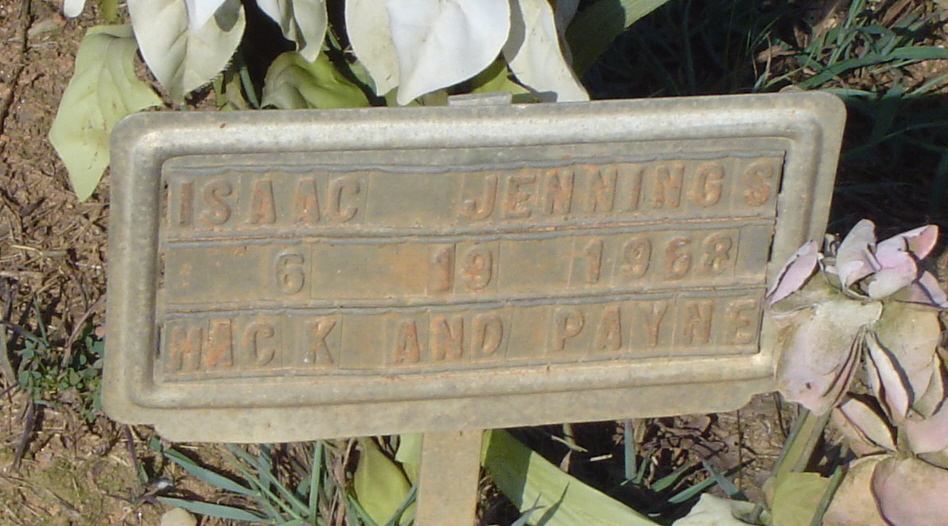 ISAAC JENNINGS
6 19 1968
HACK AND PAYNE